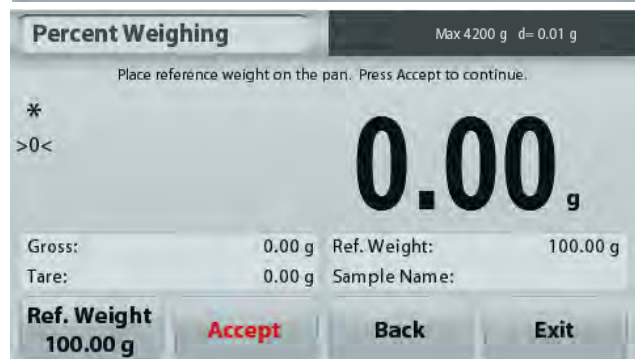 Percent Weighing
Max 4200 g d= 0.01 g
Place reference weight on the pan. Press Accept to continue.
*
>0<
0.00 g
Gross: 0.00 g Ref. Weight: 100.00 g
Tare: 0.00 g Sample Name:
Ref. Weight
100.00 g
Accept
Back
Exit